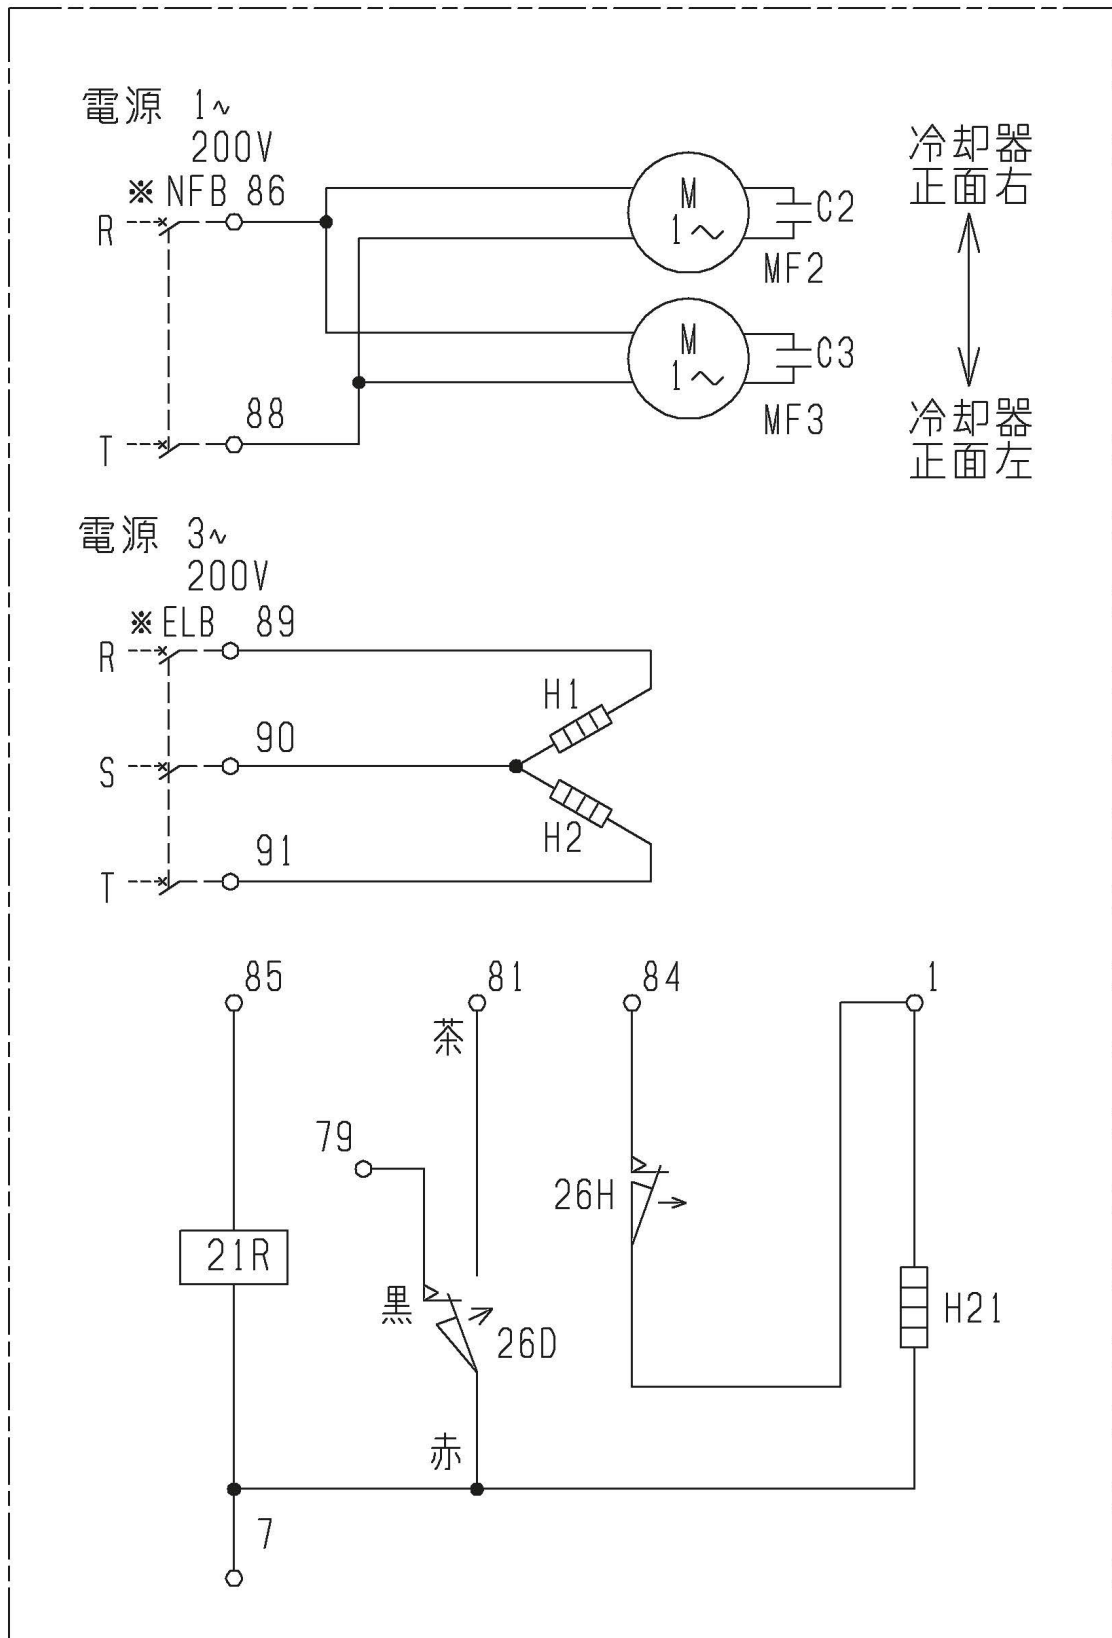 電源 1~
200V
※NFB 86
R
88
T
M
1~
C2
MF2
M
1~
C3
MF3
冷却器
正面右
冷却器
正面左
電源 3~
200V
※ELB 89
R
90
S
91
T
H1
H2
85
81
84
1
茶
79
26H
21R
黒
26D
H21
赤
7